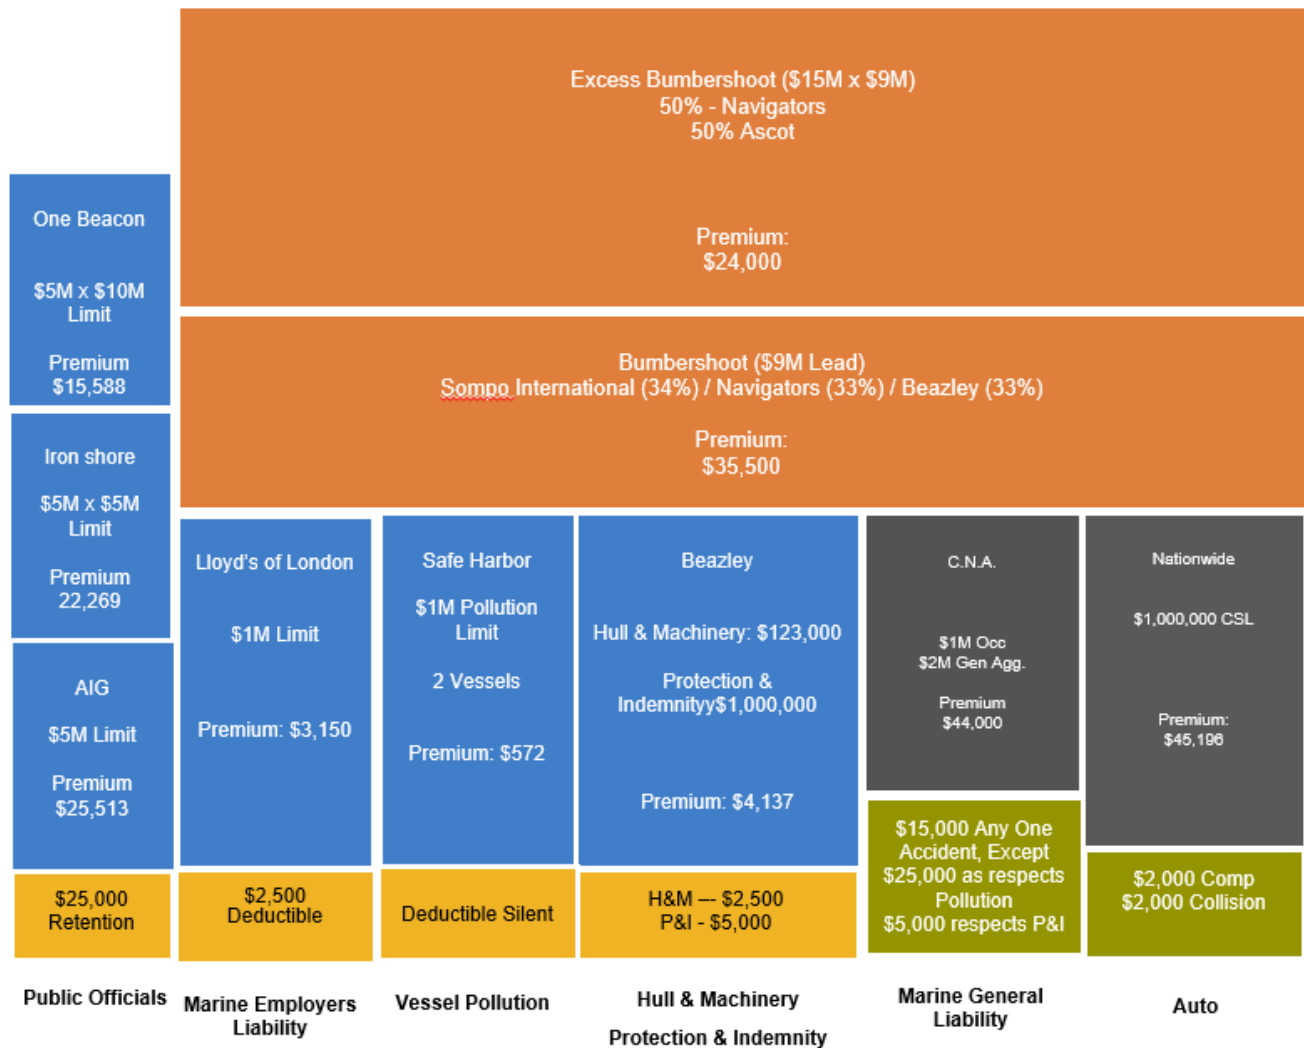 Excess Bumbershoot ($15M x $9M)
50% - Navigators
50% Ascot
Premium:
$24,000
One Beacon
$5M x $10M
Limit
Premium
$15,588
Bumbershoot ($9M Lead)
Sompo International (34%) / Navigators (33%) / Beazley (33%)
Premium:
$35,500
Iron shore
$5M x $5M
Limit
Premium
22,269
AIG
$5M Limit
Premium
$25,513
$25,000
Retention
Public Officials
Lloyd's of London
$1M Limit
Premium: $3,150
$2,500
Deductible
Marine Employers
Liability
Safe Harbor
$1M Pollution
Limit
2 Vessels
Premium: $572
Deductible Silent
Vessel Pollution
Beazley
Hull & Machinery: $123,000
Protection &
Indemnityy$1,000,000
Premium: $4,137
H&M –- $2,500
P&I - $5,000
Hull & Machinery
Protection & Indemnity
C.N.A.
$1M Occ
$2M Gen Agg.
Premium
$44,000
$15,000 Any One
Accident, Except
$25,000 as respects
Pollution
$5,000 respects P&I
Marine General
Liability
Nationwide
$1,000,000 CSL
Premium:
$45,196
$2,000 Comp
$2,000 Collision
Auto